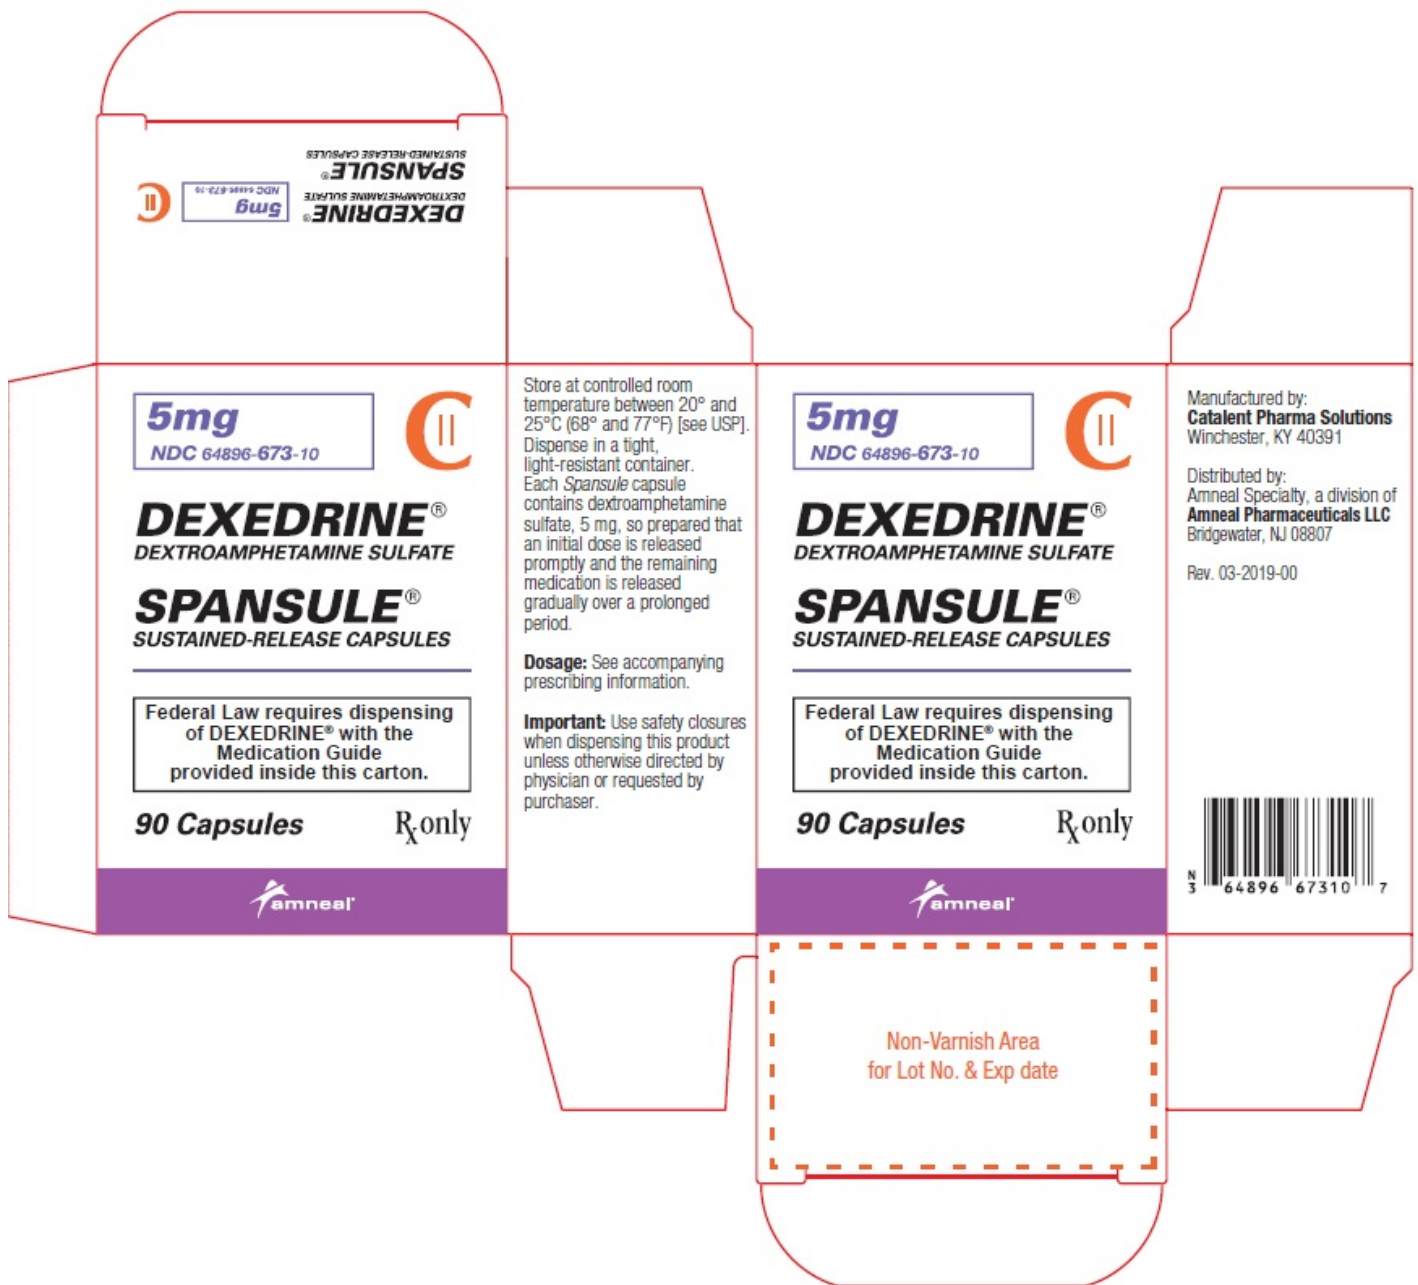 DEXEDRINE®
DEXTROAMPHETAMINE SULFATE
SPANSULE®
SUSTAINED-RELEASE CAPSULES
5mg
NDC 64896-673-10
CII
5mg
NDC 64896-673-10
CII
DEXEDRINE®
DEXTROAMPHETAMINE SULFATE
SPANSULE®
SUSTAINED-RELEASE CAPSULES
Federal Law requires dispensing
of DEXEDRINE® with the
Medication Guide
provided inside this carton.
90 Capsules
Rx only
amneal
Store at controlled room
temperature between 20° and
25°C (68° and 77°F) [see USP].
Dispense in a tight,
light-resistant container.
Each Spansule capsule
contains dextroamphetamine
sulfate, 5 mg, so prepared that
an initial dose is released
promptly and the remaining
medication is released
gradually over a prolonged
period.
Dosage: See accompanying
prescribing information.
Important: Use safety closures
when dispensing this product
unless otherwise directed by
physician or requested by
purchaser.
5mg
NDC 64896-673-10
CII
DEXEDRINE®
DEXTROAMPHETAMINE SULFATE
SPANSULE®
SUSTAINED-RELEASE CAPSULES
Federal Law requires dispensing
of DEXEDRINE® with the
Medication Guide
provided inside this carton.
90 Capsules
Rx only
amneal
Manufactured by:
Catalent Pharma Solutions
Winchester, KY 40391
Distributed by:
Amneal Specialty, a division of
Amneal Pharmaceuticals LLC
Bridgewater, NJ 08807
Rev. 03-2019-00
N
3 64896 67310 7
Non-Varnish Area
for Lot No. & Exp date